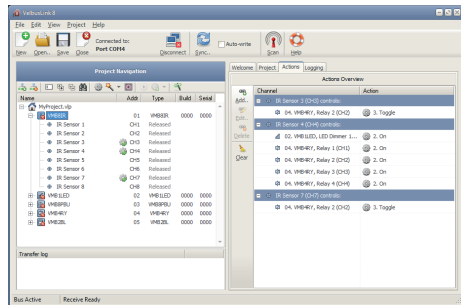 VelbusLink 8
File Edit View Project Help
New Open.. Save Close
Connected to:
Port COM4
Disconnect Sync..
Auto-write
Scan Help
Project Navigation
Name Addr Type Build Serial
MyProject.vlp
VMB8IR 01 VMB8IR 0000 0000
IR Sensor 1 CH1 Released
IR Sensor 2 CH2 Released
IR Sensor 3 CH3 Released
IR Sensor 4 CH4 Released
IR Sensor 5 CH5 Released
IR Sensor 6 CH6 Released
IR Sensor 7 CH7 Released
IR Sensor 8 CH8 Released
VMB1LED 02 VMB1LED 0000 0000
VMB8PBU 03 VMB8PBU 0000 0000
VMB4RY 04 VMB4RY 0000 0000
VMB2BL 05 VMB2BL 0000 0000
Transfer log
Welcome Project Actions Logging
Actions Overview
Add..
Edit..
Delete
Clear
Channel Action
IR Sensor 3 (CH3) controls:
04. VMB4RY, Relay 2 (CH2) 3. Toggle
IR Sensor 4 (CH4) controls:
02. VMB1LED, LED Dimmer 1... 2. On
04. VMB4RY, Relay 1 (CH1) 2. On
04. VMB4RY, Relay 2 (CH2) 2. On
04. VMB4RY, Relay 3 (CH3) 2. On
04. VMB4RY, Relay 4 (CH4) 2. On
IR Sensor 7 (CH7) controls:
04. VMB4RY, Relay 2 (CH2) 3. Toggle
Bus Active Receive Ready